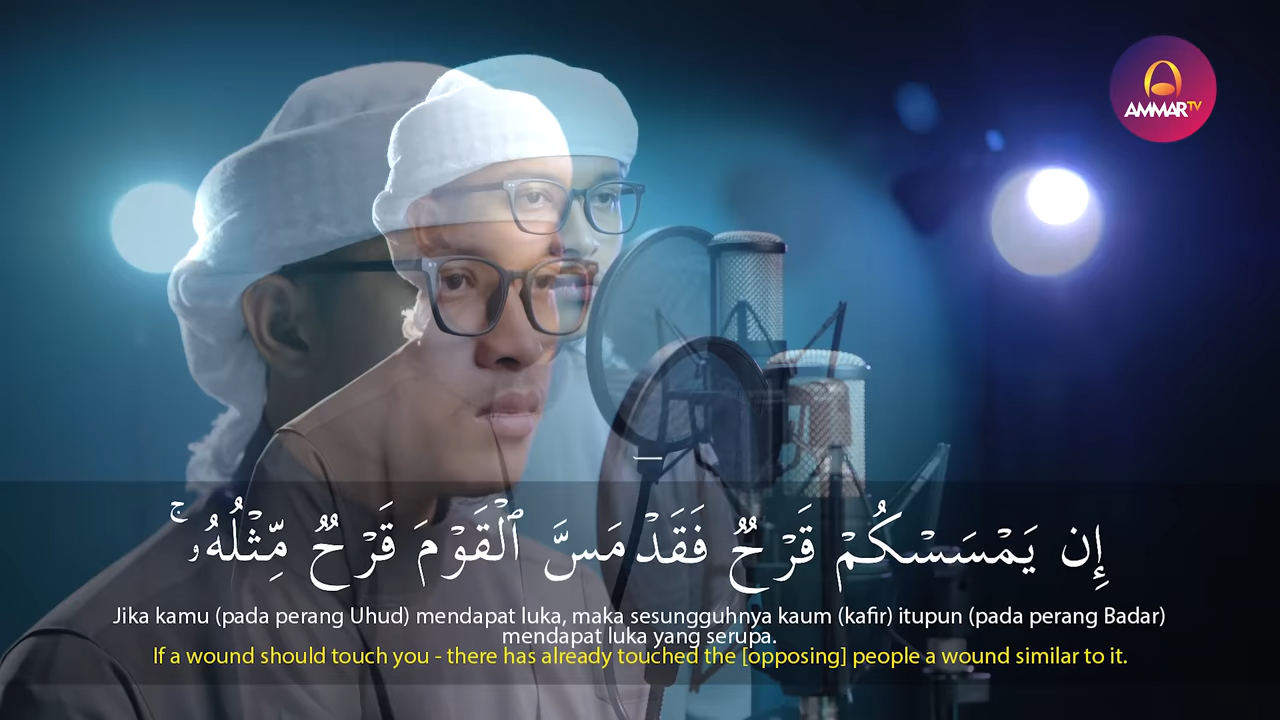 AMMAR TV
إِن يَمْسَسْكُمْ قَرْحٌ فَقَدْ مَسَّ ٱلْقَوْمَ قَرْحٌ مِّثْلُهُۥ ۚ
Jika kamu (pada perang Uhud) mendapat luka, maka sesungguhnya kaum (kafir) itupun (pada perang Badar)
mendapat luka yang serupa.
If a wound should touch you - there has already touched the [opposing] people a wound similar to it.